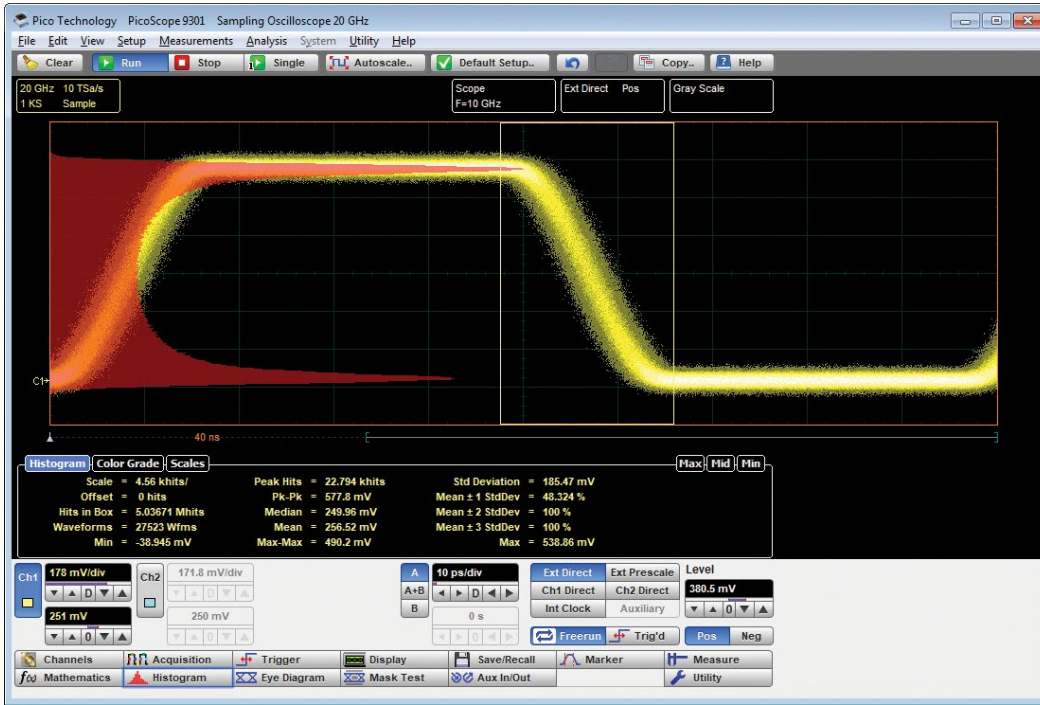 Pico Technology PicoScope 9301 Sampling Oscilloscope 20 GHz
File Edit View Setup Measurements Analysis System Utility Help
Clear Run Stop Single Autoscale.. Default Setup.. Copy.. Help
20 GHz 10 TSa/s
1 KS Sample
Scope
F=10 GHz
Ext Direct Pos
Gray Scale
C1
40 ns
Histogram Color Grade Scales Max Mid Min
Scale = 4.56 khits/ Peak Hits = 22.794 khits Std Deviation = 185.47 mV
Offset = 0 hits Pk-Pk = 577.8 mV Mean ± 1 StdDev = 48.324 %
Hits in Box = 5.03671 Mhits Median = 249.96 mV Mean ± 2 StdDev = 100 %
Waveforms = 27523 Wfms Mean = 256.52 mV Mean ± 3 StdDev = 100 %
Min = -38.945 mV Max-Max = 490.2 mV Max = 538.86 mV
Ch1 178 mV/div Ch2 171.8 mV/div A 10 ps/div Ext Direct Ext Prescale Level
D D A+B D Ch1 Direct Ch2 Direct 380.5 mV
251 mV 250 mV B 0 s Int Clock Auxiliary 0
0 0 0 Freerun Trig'd Pos Neg
Channels Acquisition Trigger Display Save/Recall Marker Measure
f(x) Mathematics Histogram Eye Diagram Mask Test Aux In/Out Utility